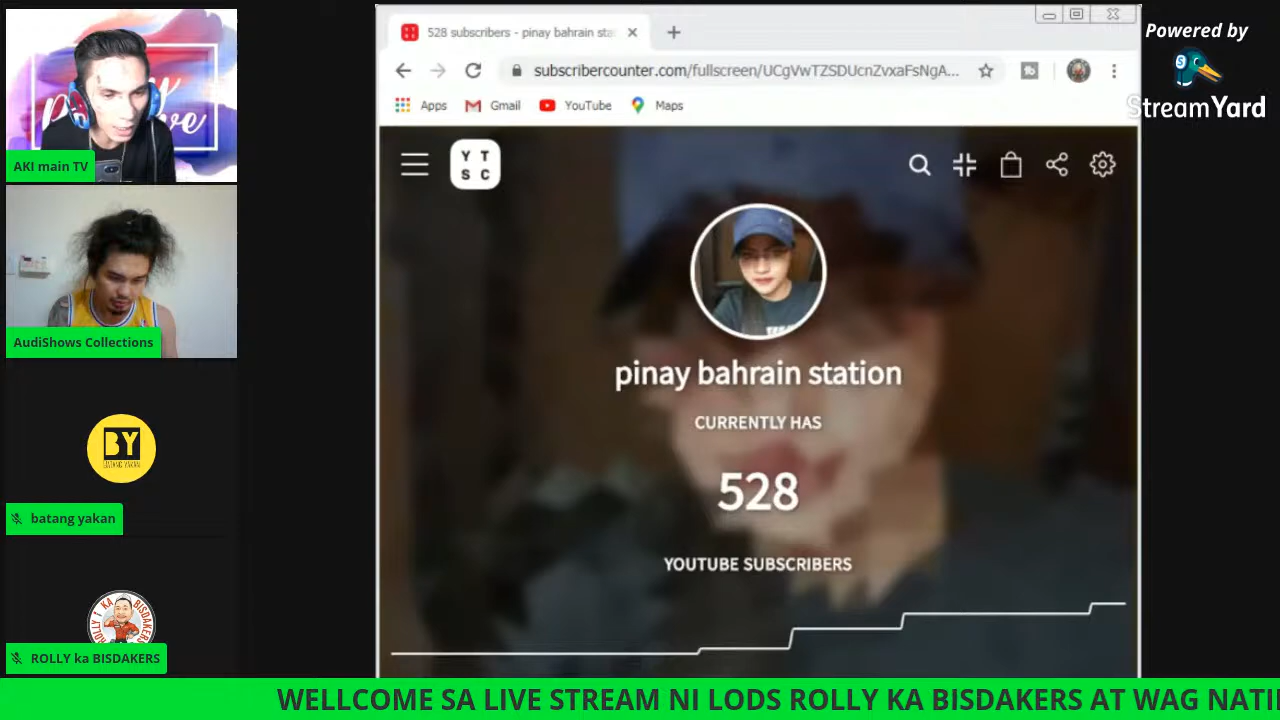 AKI main TV
AudiShows Collections
BY
batang yakan
ROLLY ka BISDAKERS
528 subscribers - pinay bahrain sta
subscribercounter.com/fullscreen/UCgVwTZSDUcnZvxaFsNgA...
Apps Gmail YouTube Maps
Y T
S C
pinay bahrain station
CURRENTLY HAS
528
YOUTUBE SUBSCRIBERS
Powered by
StreamYard
WELLCOME SA LIVE STREAM NI LODS ROLLY KA BISDAKERS AT WAG NATI